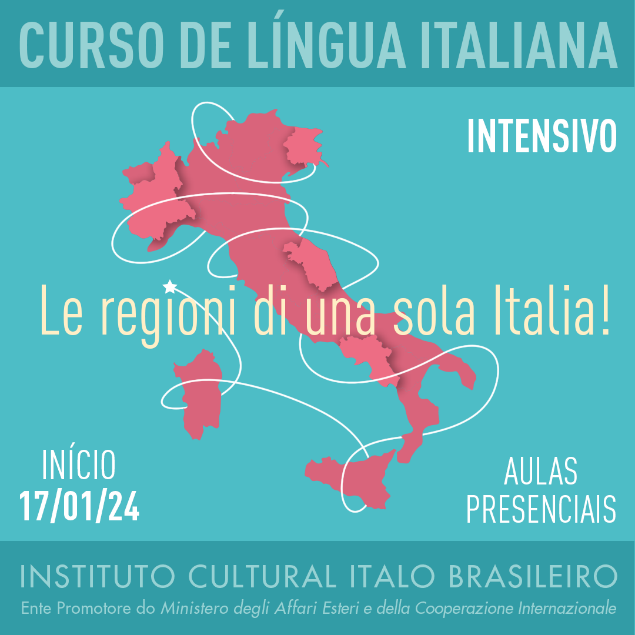 CURSO DE LÍNGUA ITALIANA
INTENSIVO
Le regioni di una sola Italia!
INÍCIO
17/01/24
AULAS
PRESENCIAIS
INSTITUTO CULTURAL ITALO BRASILEIRO
Ente Promotore do Ministero degli Affari Esteri e della Cooperazione Internazionale